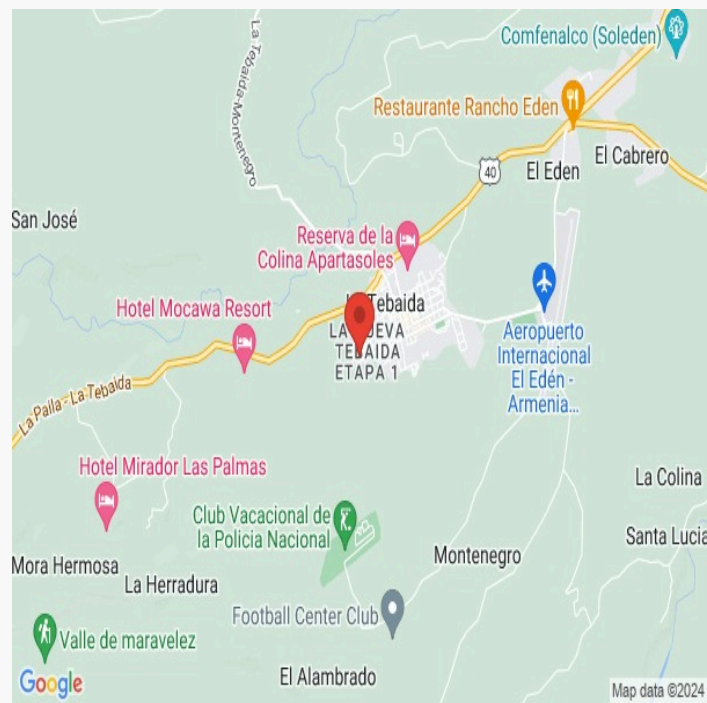 Comfenalco (Soleden)
Restaurante Rancho Eden
La Tebaida-Montenegro
40
El Eden
El Cabrero
San José
Reserva de la
Colina Apartasoles
Hotel Mocawa Resort
Tebaida
LA NUEVA
TEBAIDA
ETAPA 1
Aeropuerto
Internacional
El Edén -
Armenia...
La Paila - La Tebaida
Hotel Mirador Las Palmas
Club Vacacional de
la Policia Nacional
La Colina
Santa Lucia
Montenegro
Mora Hermosa
La Herradura
Football Center Club
Valle de maravelez
El Alambrado
Google
Map data ©2024